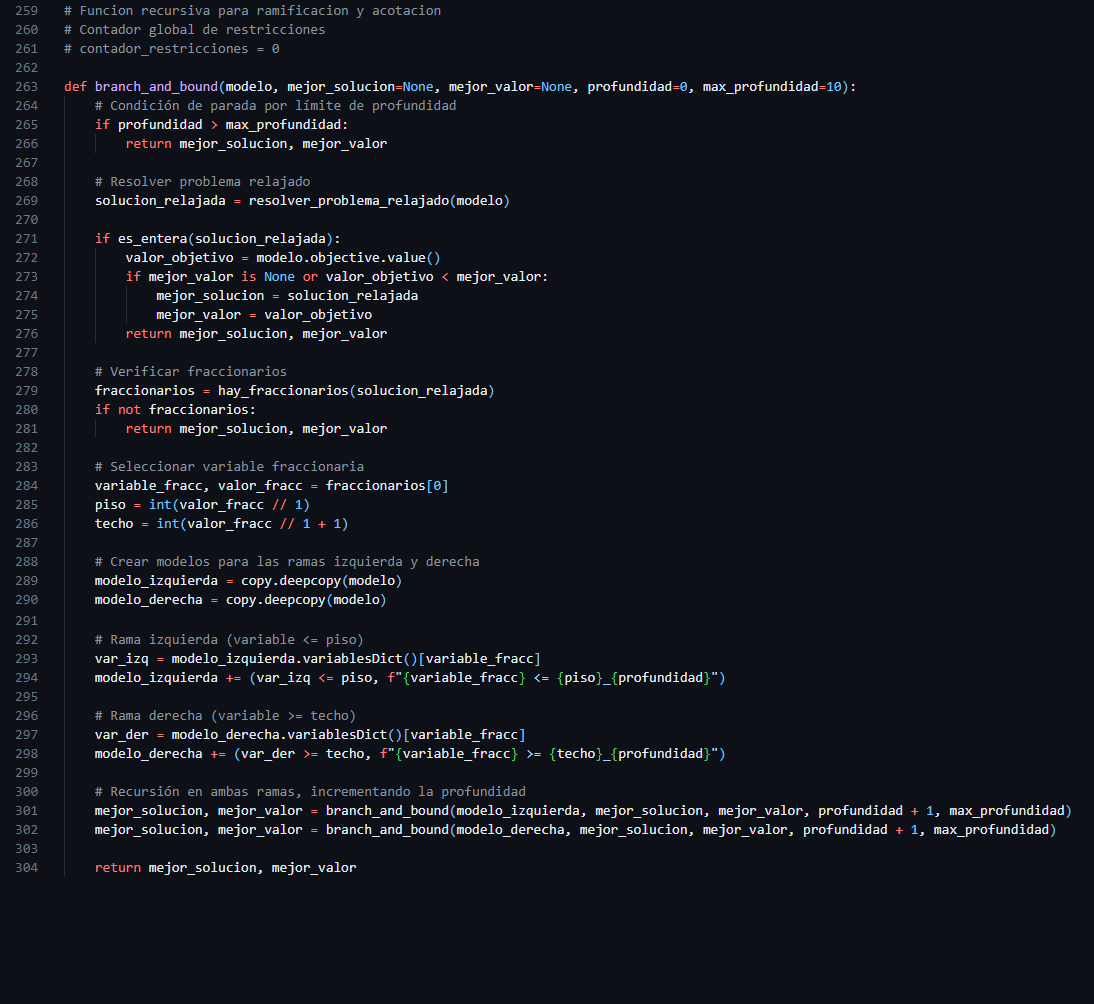 259 # Funcion recursiva para ramificacion y acotacion
260 # Contador global de restricciones
261 # contador_restricciones = 0
262
263 def branch_and_bound(modelo, mejor_solucion=None, mejor_valor=None, profundidad=0, max_profundidad=10):
264     # Condición de parada por límite de profundidad
265     if profundidad > max_profundidad:
266         return mejor_solucion, mejor_valor
267
268     # Resolver problema relajado
269     solucion_relajada = resolver_problema_relajado(modelo)
270
271     if es_entera(solucion_relajada):
272         valor_objetivo = modelo.objective.value()
273         if mejor_valor is None or valor_objetivo < mejor_valor:
274             mejor_solucion = solucion_relajada
275             mejor_valor = valor_objetivo
276         return mejor_solucion, mejor_valor
277
278     # Verificar fraccionarios
279     fraccionarios = hay_fraccionarios(solucion_relajada)
280     if not fraccionarios:
281         return mejor_solucion, mejor_valor
282
283     # Seleccionar variable fraccionaria
284     variable_fracc, valor_fracc = fraccionarios[0]
285     piso = int(valor_fracc // 1)
286     techo = int(valor_fracc // 1 + 1)
287
288     # Crear modelos para las ramas izquierda y derecha
289     modelo_izquierda = copy.deepcopy(modelo)
290     modelo_derecha = copy.deepcopy(modelo)
291
292     # Rama izquierda (variable <= piso)
293     var_izq = modelo_izquierda.variablesDict()[variable_fracc]
294     modelo_izquierda += (var_izq <= piso, f"{variable_fracc} <= {piso}_{profundidad}")
295
296     # Rama derecha (variable >= techo)
297     var_der = modelo_derecha.variablesDict()[variable_fracc]
298     modelo_derecha += (var_der >= techo, f"{variable_fracc} >= {techo}_{profundidad}")
299
300     # Recursión en ambas ramas, incrementando la profundidad
301     mejor_solucion, mejor_valor = branch_and_bound(modelo_izquierda, mejor_solucion, mejor_valor, profundidad + 1, max_profundidad)
302     mejor_solucion, mejor_valor = branch_and_bound(modelo_derecha, mejor_solucion, mejor_valor, profundidad + 1, max_profundidad)
303
304     return mejor_solucion, mejor_valor